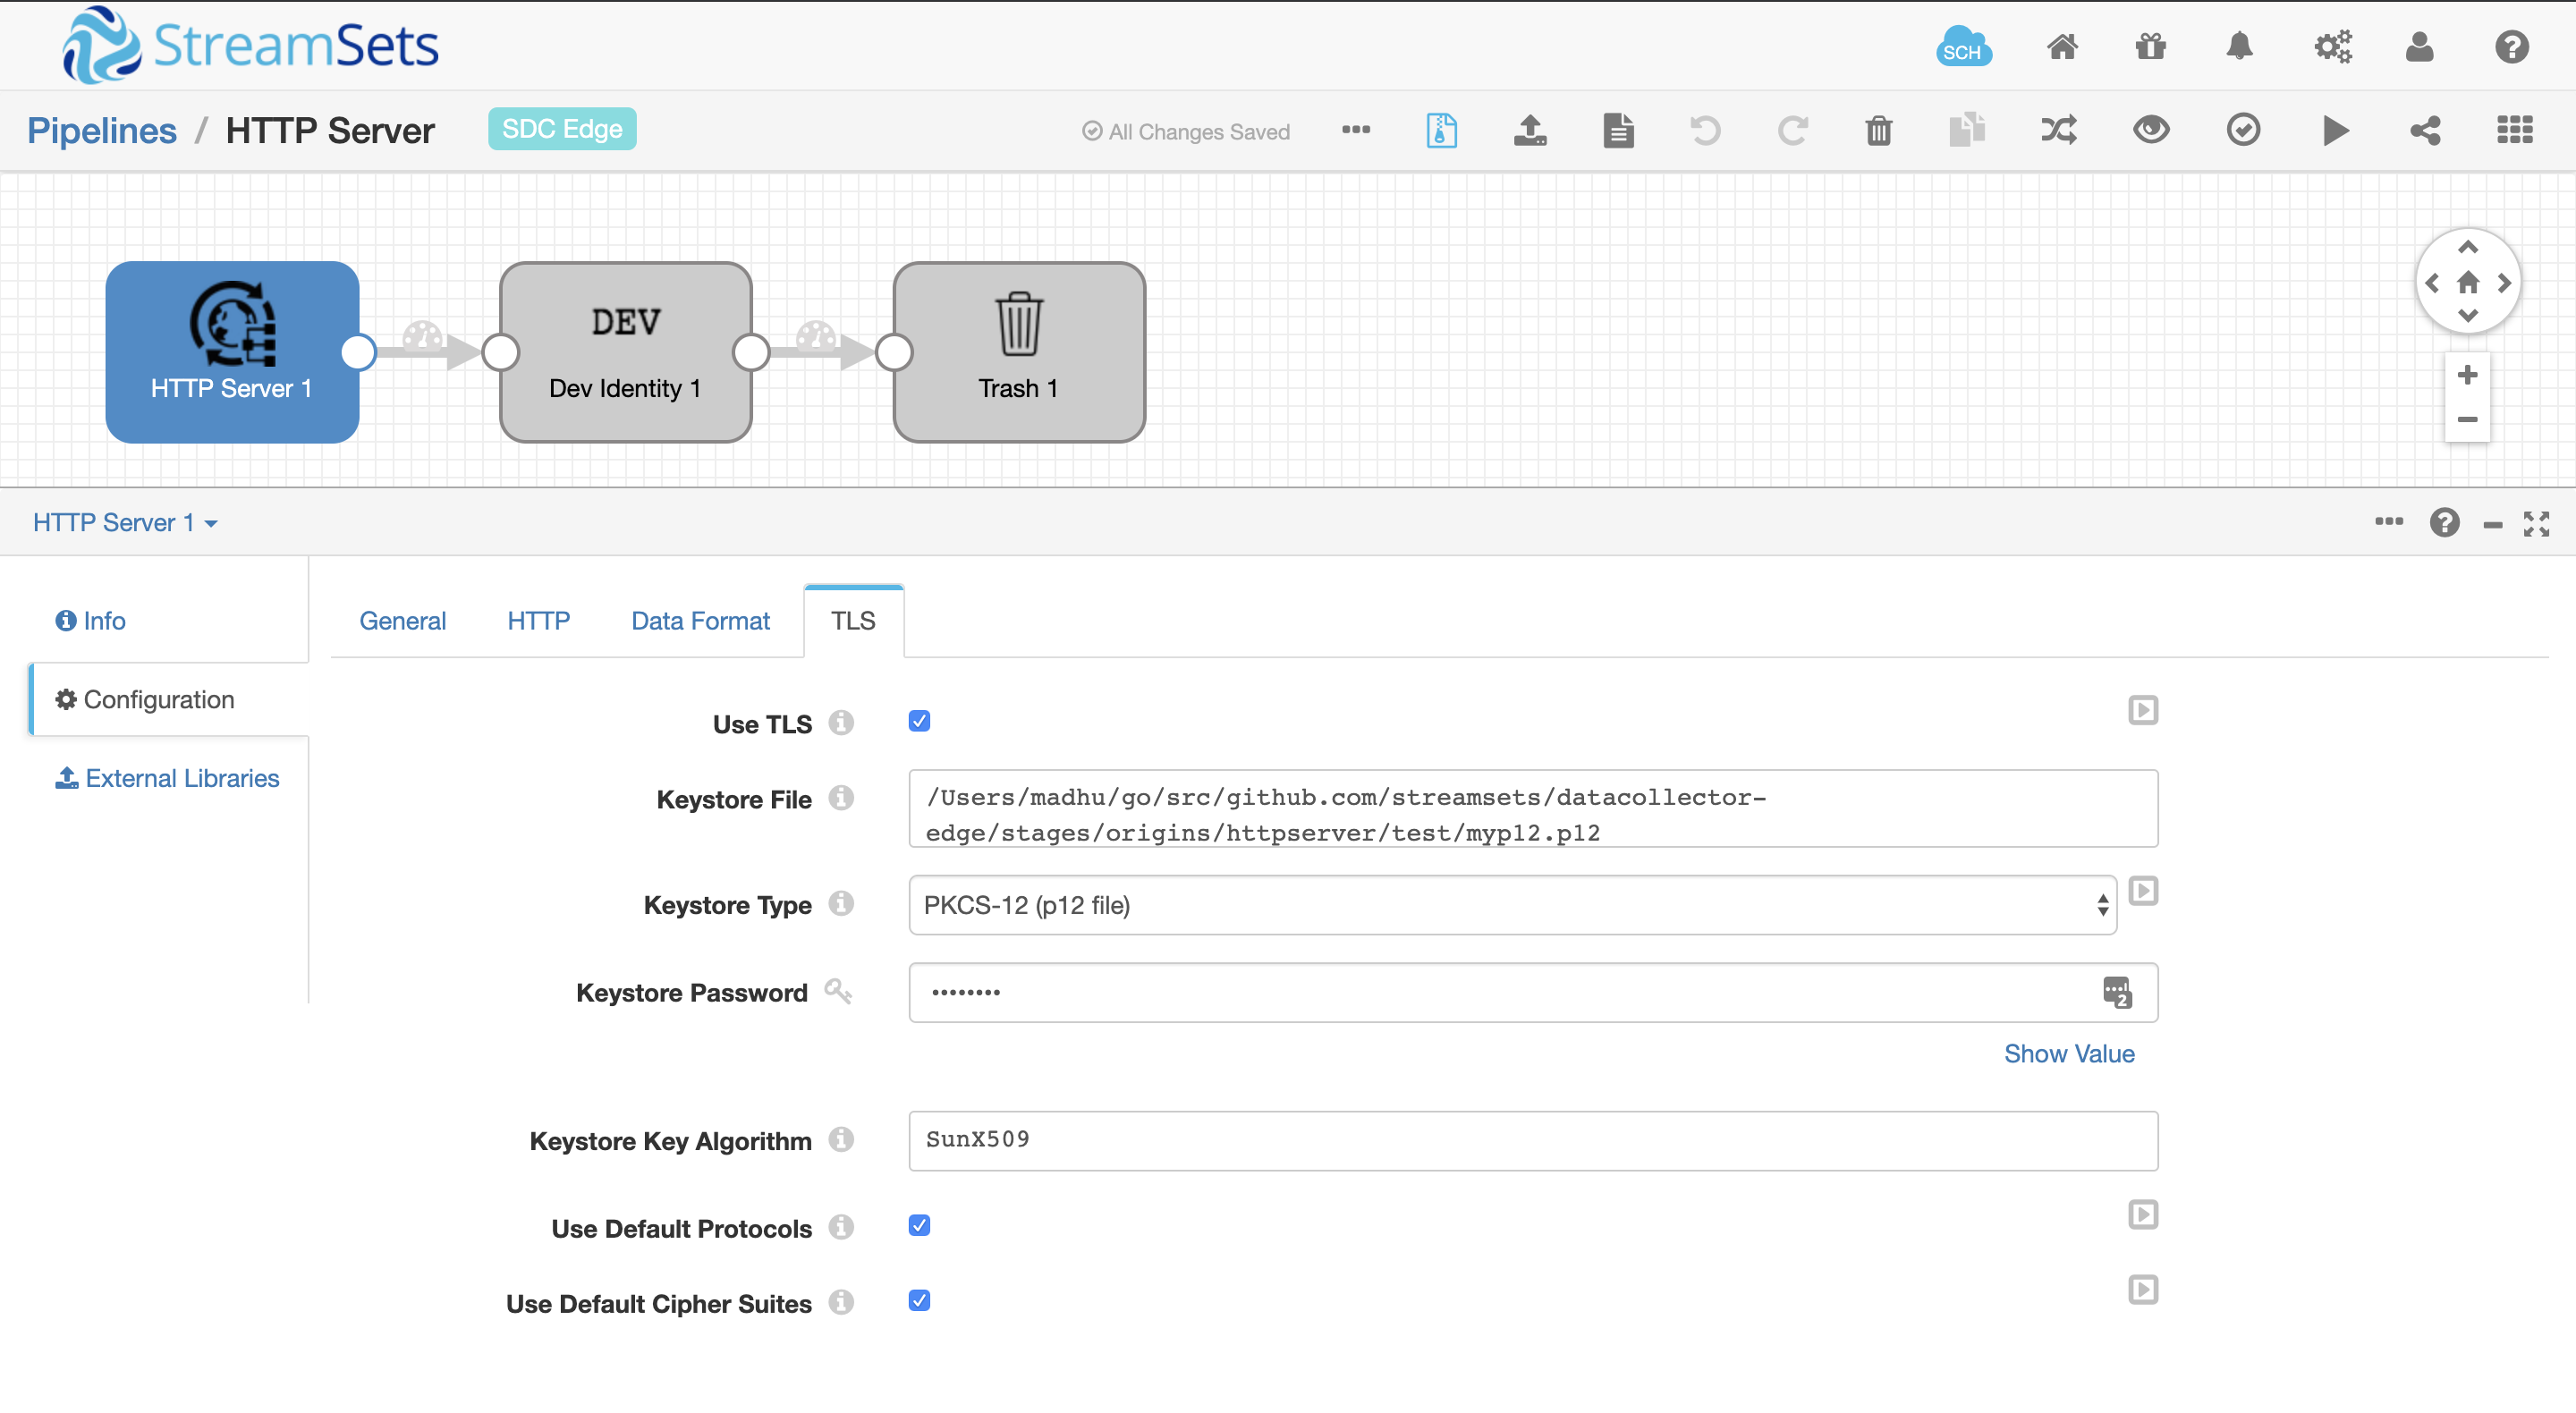 StreamSets
SCH
Pipelines / HTTP Server SDC Edge All Changes Saved
HTTP Server 1
DEV
Dev Identity 1
Trash 1
HTTP Server 1
Info
Configuration
External Libraries
General HTTP Data Format TLS
Use TLS
Keystore File
/Users/madhu/go/src/github.com/streamsets/datacollector-
edge/stages/origins/httpserver/test/myp12.p12
Keystore Type PKCS-12 (p12 file)
Keystore Password ••••••••
2
Show Value
Keystore Key Algorithm SunX509
Use Default Protocols
Use Default Cipher Suites